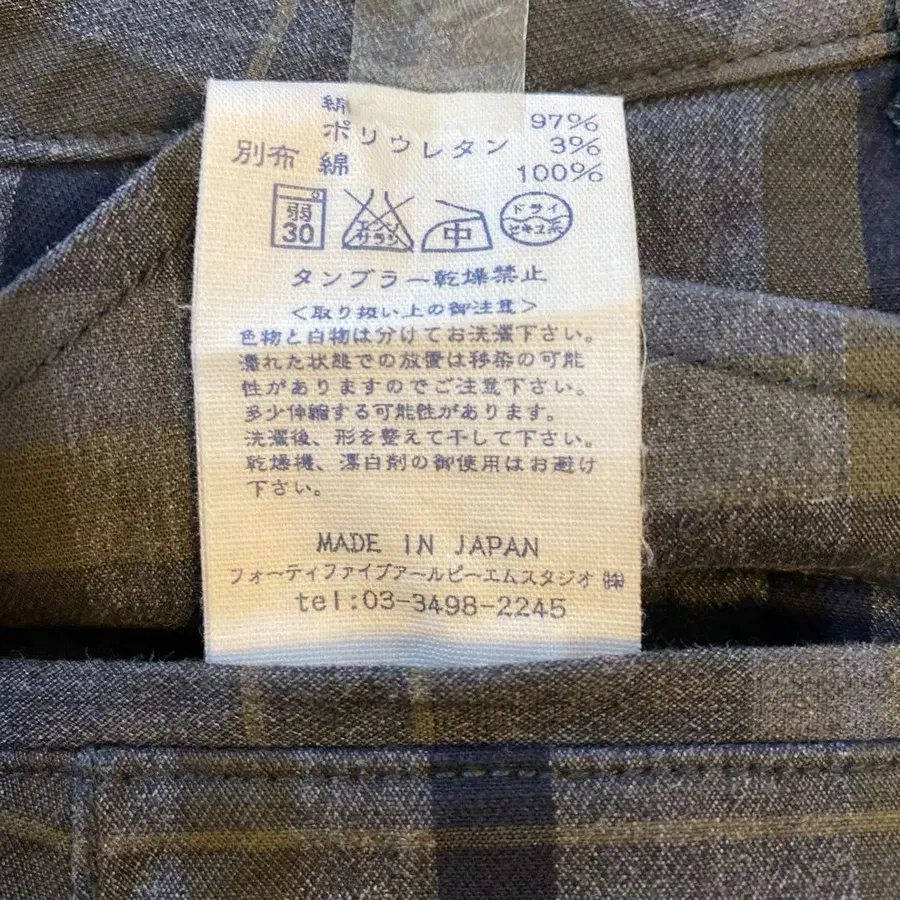 綿 97%
ポリウレタン 3%
別布 綿 100%
弱 30 エンソサラシ 中 ドライ セキユ系
タンブラー乾燥禁止
<取り扱い上の御注意>
色物と白物は分けてお洗濯下さい。
濡れた状態での放置は移染の可能
性がありますのでご注意下さい。
多少伸縮する可能性があります。
洗濯後、形を整えて干して下さい。
乾燥機、漂白剤の御使用はお避け
下さい。
MADE IN JAPAN
フォーティファイブアールピーエムスタジオ㈱
tel:03-3498-2245